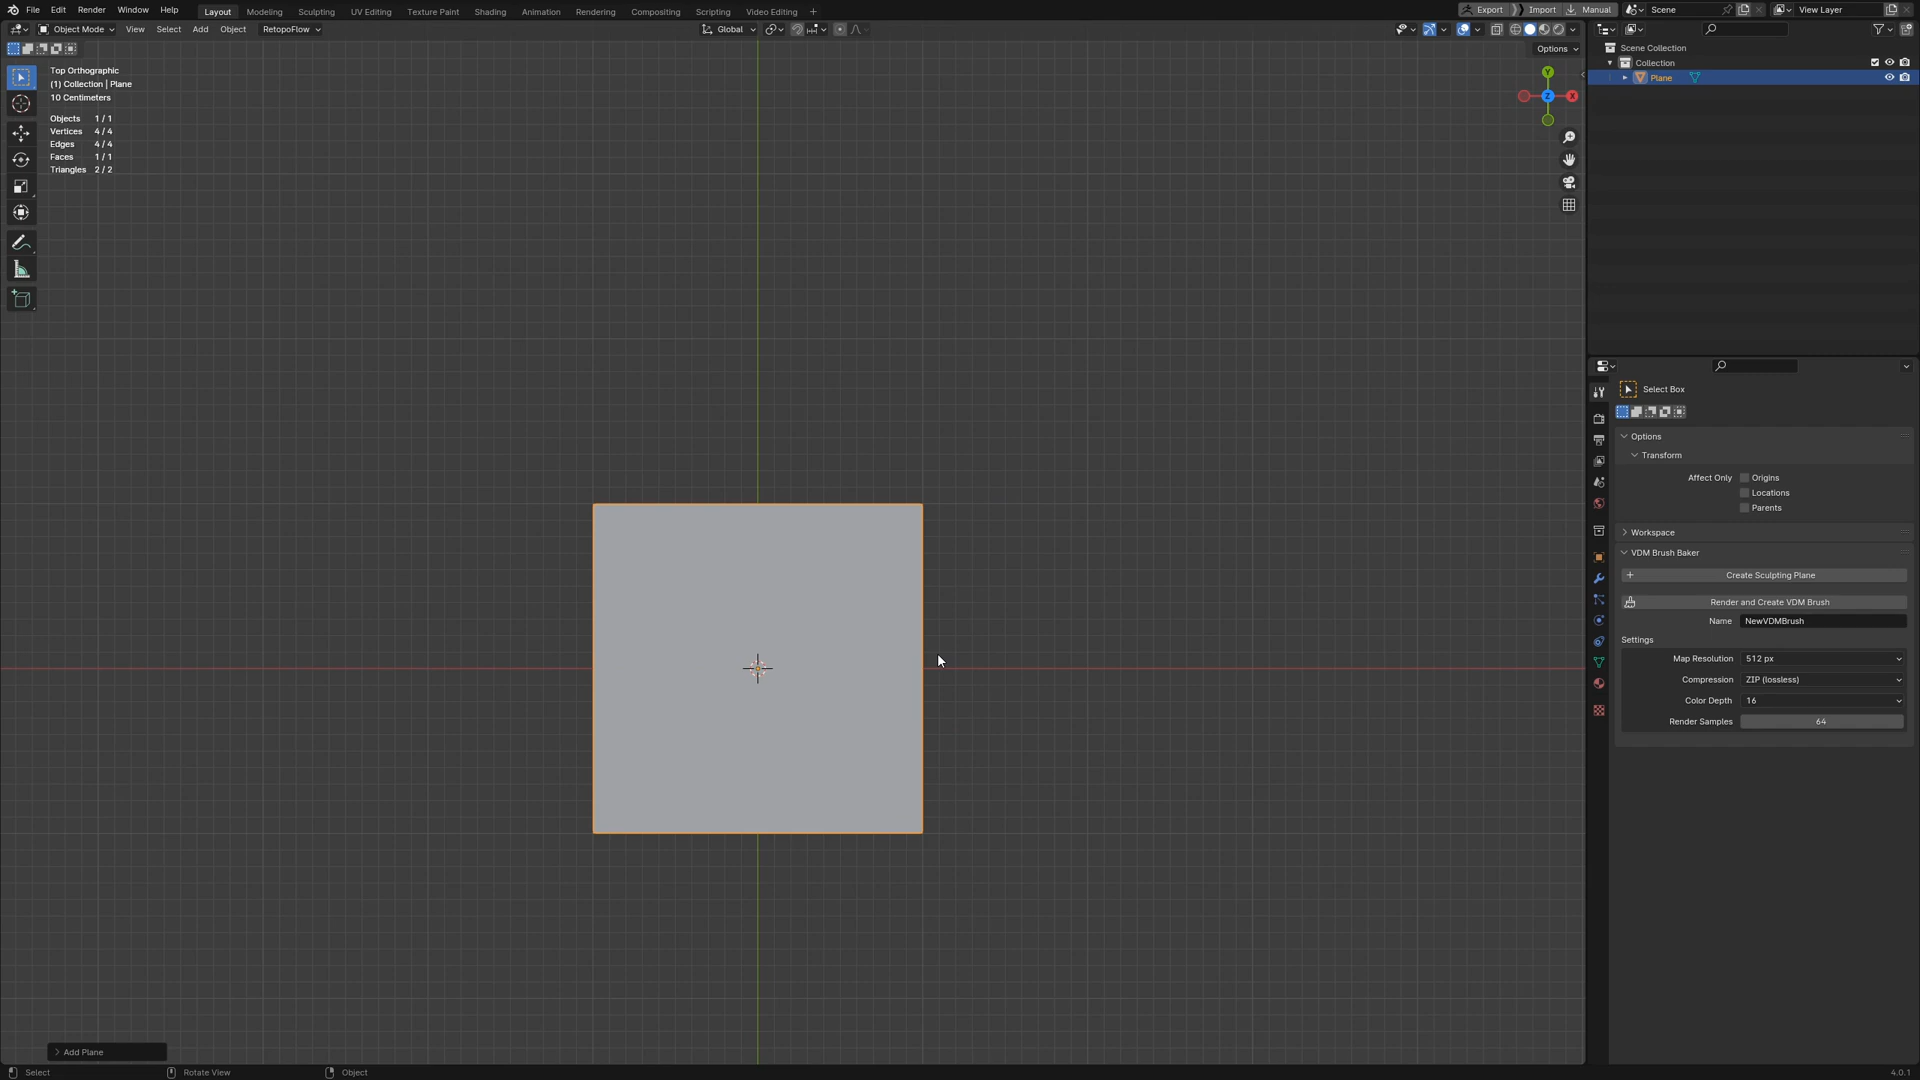 File Edit Render Window Help Layout Modeling Sculpting UV Editing Texture Paint Shading Animation Rendering Compositing Scripting Video Editing + Export Import Manual Scene View Layer
Object Mode View Select Add Object RetopoFlow Global
Options
Top Orthographic
(1) Collection | Plane
10 Centimeters
Objects 1 / 1
Vertices 4 / 4
Edges 4 / 4
Faces 1 / 1
Triangles 2 / 2
Y
Z
X
Scene Collection
Collection
Plane
Select Box
Options
Transform
Affect Only Origins
Locations
Parents
Workspace
VDM Brush Baker
Create Sculpting Plane
Render and Create VDM Brush
Name NewVDMBrush
Settings
Map Resolution 512 px
Compression ZIP (lossless)
Color Depth 16
Render Samples 64
Add Plane
Select Rotate View Object 4.0.1